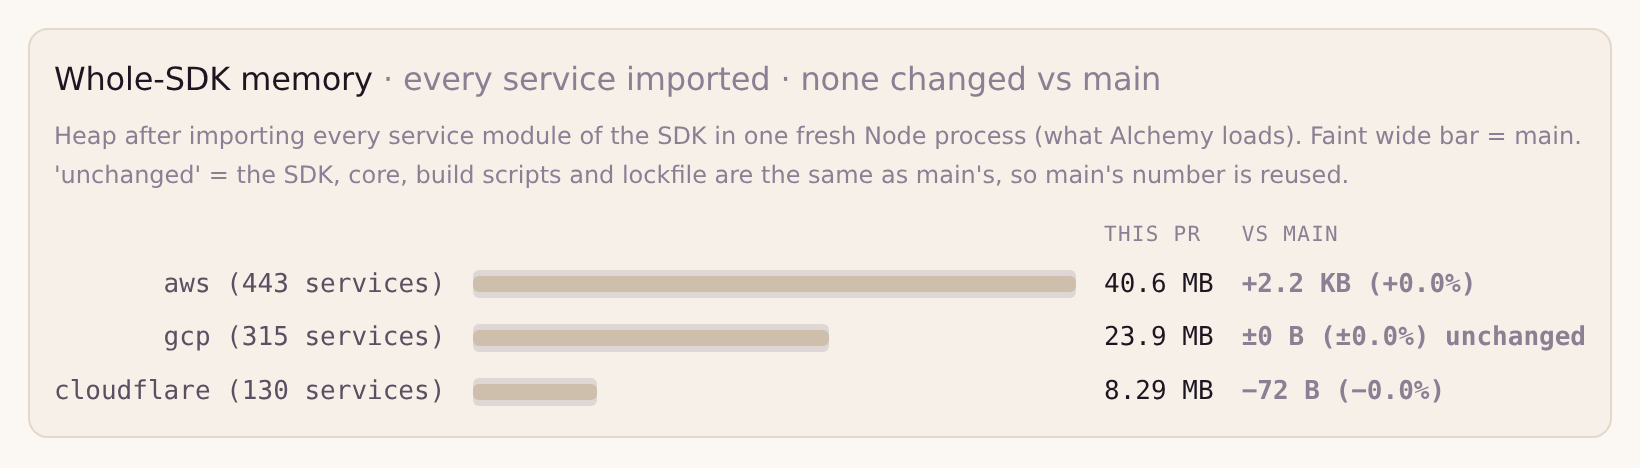 Whole-SDK memory · every service imported · none changed vs main
Heap after importing every service module of the SDK in one fresh Node process (what Alchemy loads). Faint wide bar = main.
'unchanged' = the SDK, core, build scripts and lockfile are the same as main's, so main's number is reused.
THIS PR VS MAIN
aws (443 services) 40.6 MB +2.2 KB (+0.0%)
gcp (315 services) 23.9 MB ±0 B (±0.0%) unchanged
cloudflare (130 services) 8.29 MB −72 B (−0.0%)